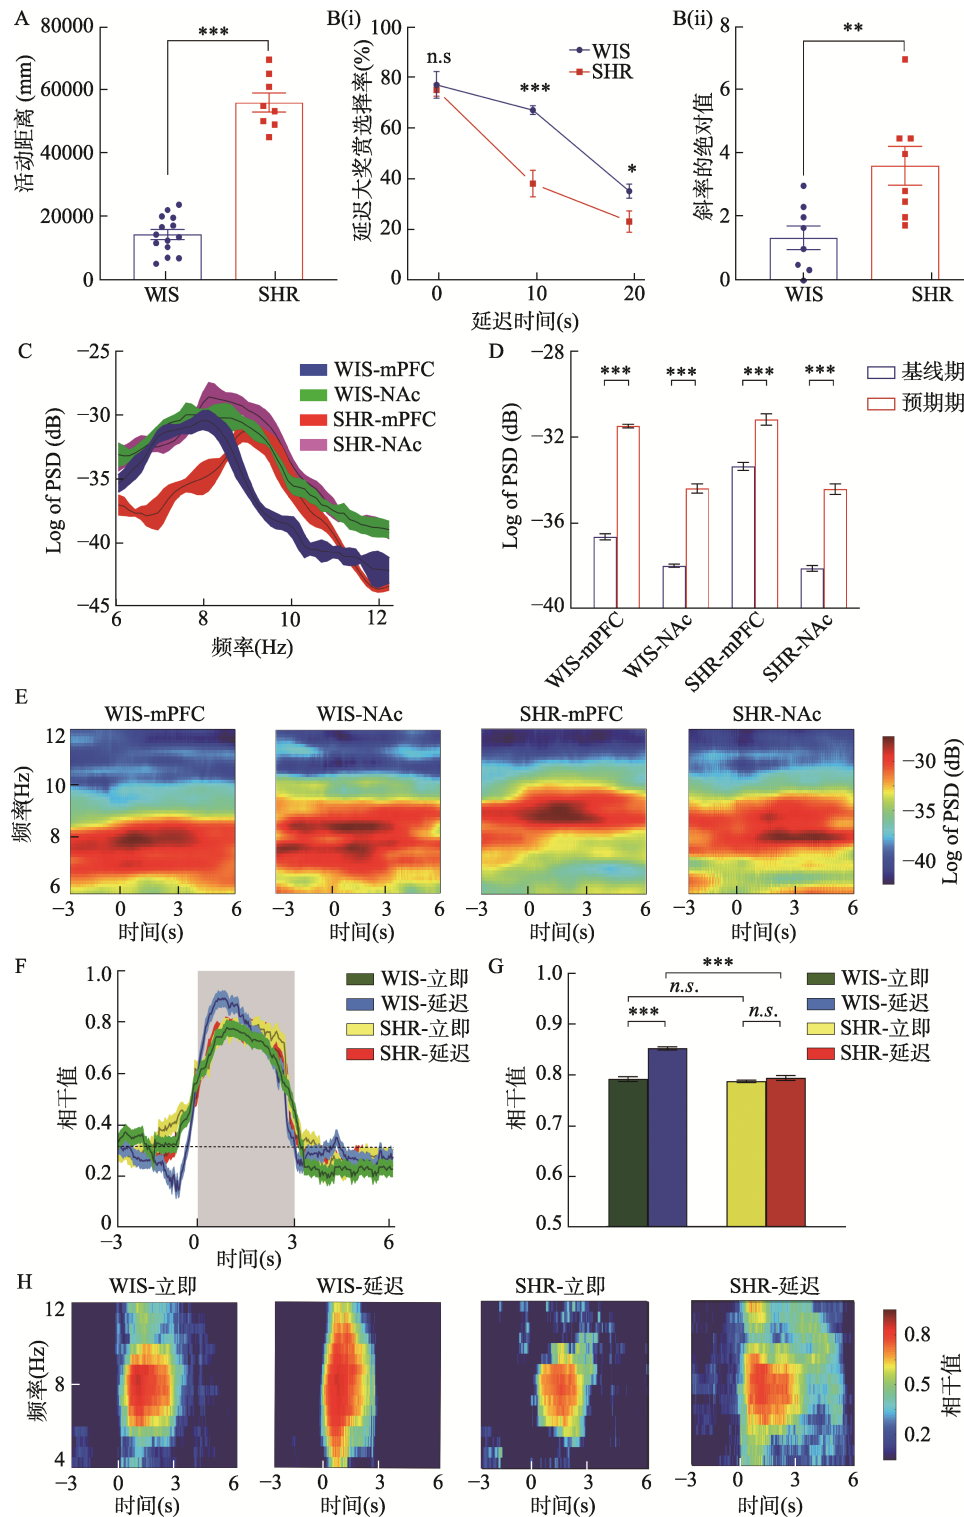 A
80000
60000
40000
20000
0
活动距离 (mm)
***
WIS
SHR
B(i)
100
80
60
40
20
0
延迟大奖赏选择率(%)
n.s
***
*
WIS
SHR
0
10
20
延迟时间(s)
B(ii)
8
6
4
2
0
斜率的绝对值
**
WIS
SHR
C
−25
−30
−35
−40
−45
Log of PSD (dB)
WIS-mPFC
WIS-NAc
SHR-mPFC
SHR-NAc
6
8
10
12
频率(Hz)
D
−28
−32
−36
−40
Log of PSD (dB)
***
***
***
***
基线期
预期期
WIS-mPFC
WIS-NAc
SHR-mPFC
SHR-NAc
E
WIS-mPFC
WIS-NAc
SHR-mPFC
SHR-NAc
12
10
8
6
频率(Hz)
−3 0 3 6
−3 0 3 6
−3 0 3 6
−3 0 3 6
时间(s)
时间(s)
时间(s)
时间(s)
−30
−35
−40
Log of PSD (dB)
F
1.0
0.8
0.6
0.4
0.2
0
相干值
−3
0
3
6
时间(s)
WIS-立即
WIS-延迟
SHR-立即
SHR-延迟
G
1.0
0.9
0.8
0.7
0.6
0.5
相干值
***
n.s.
***
n.s.
WIS-立即
WIS-延迟
SHR-立即
SHR-延迟
H
WIS-立即
WIS-延迟
SHR-立即
SHR-延迟
12
8
4
频率(Hz)
−3 0 3 6
−3 0 3 6
−3 0 3 6
−3 0 3 6
时间(s)
时间(s)
时间(s)
时间(s)
0.8
0.5
0.2
相干值